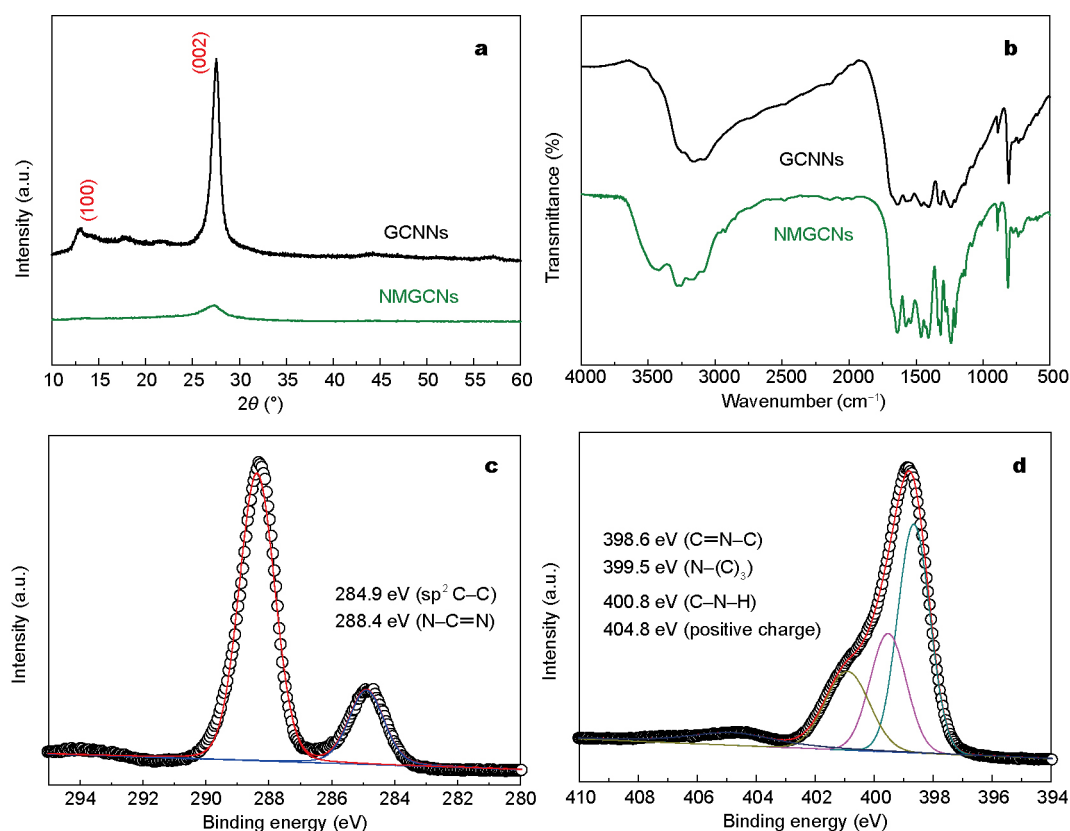 a
(002)
(100)
GCNNs
NMGCNs
Intensity (a.u.)
10 15 20 25 30 35 40 45 50 55 60
2θ (°)
b
GCNNs
NMGCNs
Transmittance (%)
4000 3500 3000 2500 2000 1500 1000 500
Wavenumber (cm⁻¹)
c
284.9 eV (sp² C–C)
288.4 eV (N–C=N)
Intensity (a.u.)
294 292 290 288 286 284 282 280
Binding energy (eV)
d
398.6 eV (C=N–C)
399.5 eV (N–(C)₃)
400.8 eV (C–N–H)
404.8 eV (positive charge)
Intensity (a.u.)
410 408 406 404 402 400 398 396 394
Binding energy (eV)